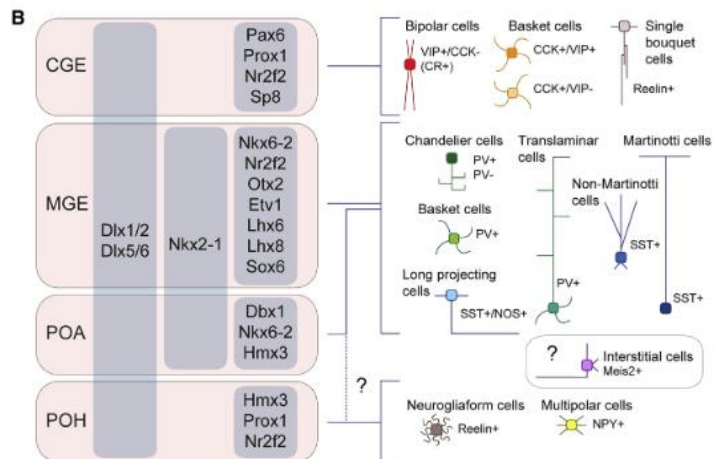 B
CGE
Pax6
Prox1
Nr2f2
Sp8
MGE
Nkx6-2
Nr2f2
Otx2
Etv1
Lhx6
Lhx8
Sox6
Dlx1/2
Dlx5/6
Nkx2-1
POA
Dbx1
Nkx6-2
Hmx3
POH
Hmx3
Prox1
Nr2f2
?
Bipolar cells
VIP+/CCK-
(CR+)
Basket cells
CCK+/VIP+
CCK+/VIP-
Single
bouquet
cells
Reelin+
Chandelier cells
PV+
PV-
Basket cells
PV+
Long projecting
cells
SST+/NOS+
Translaminar
cells
PV+
Martinotti cells
Non-Martinotti
cells
SST+
SST+
?
Interstitial cells
Meis2+
Neurogliaform cells
Reelin+
Multipolar cells
NPY+